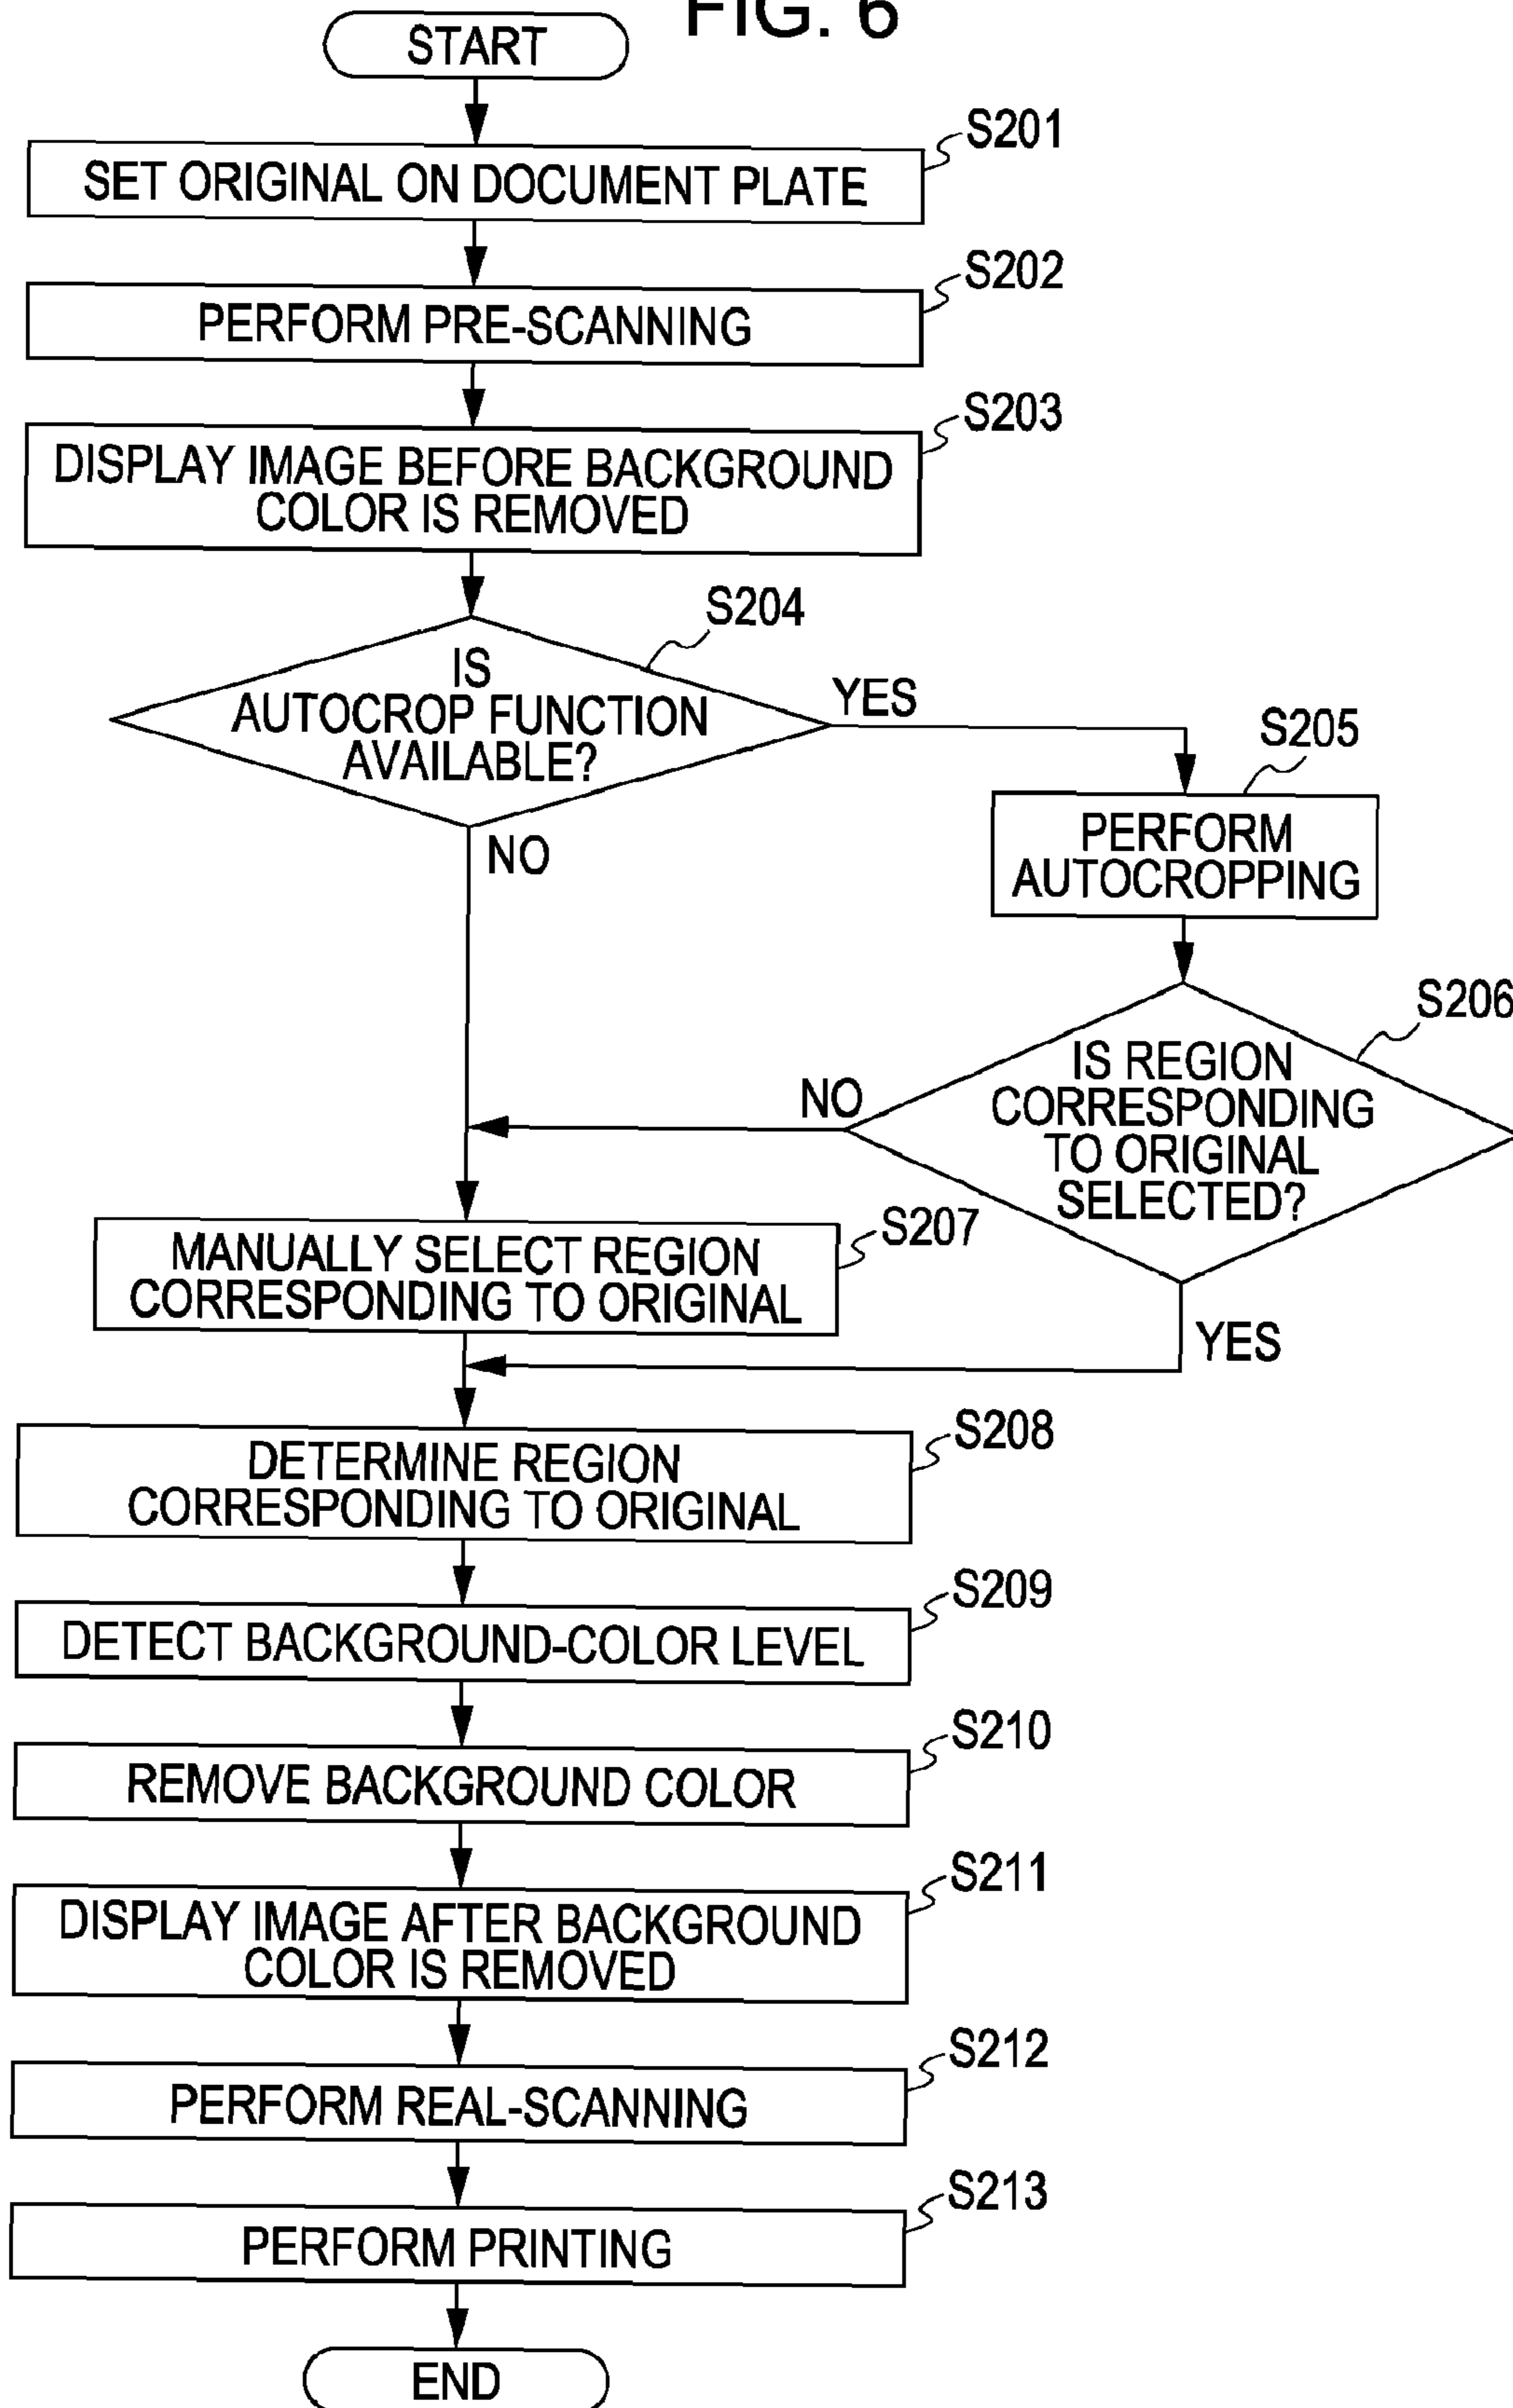 FIG. 6
START
S201
SET ORIGINAL ON DOCUMENT PLATE
S202
PERFORM PRE-SCANNING
S203
DISPLAY IMAGE BEFORE BACKGROUND
COLOR IS REMOVED
S204
IS
AUTOCROP FUNCTION
AVAILABLE?
YES
NO
S205
PERFORM
AUTOCROPPING
S206
IS REGION
CORRESPONDING
TO ORIGINAL
SELECTED?
NO
YES
S207
MANUALLY SELECT REGION
CORRESPONDING TO ORIGINAL
S208
DETERMINE REGION
CORRESPONDING TO ORIGINAL
S209
DETECT BACKGROUND-COLOR LEVEL
S210
REMOVE BACKGROUND COLOR
S211
DISPLAY IMAGE AFTER BACKGROUND
COLOR IS REMOVED
S212
PERFORM REAL-SCANNING
S213
PERFORM PRINTING
END